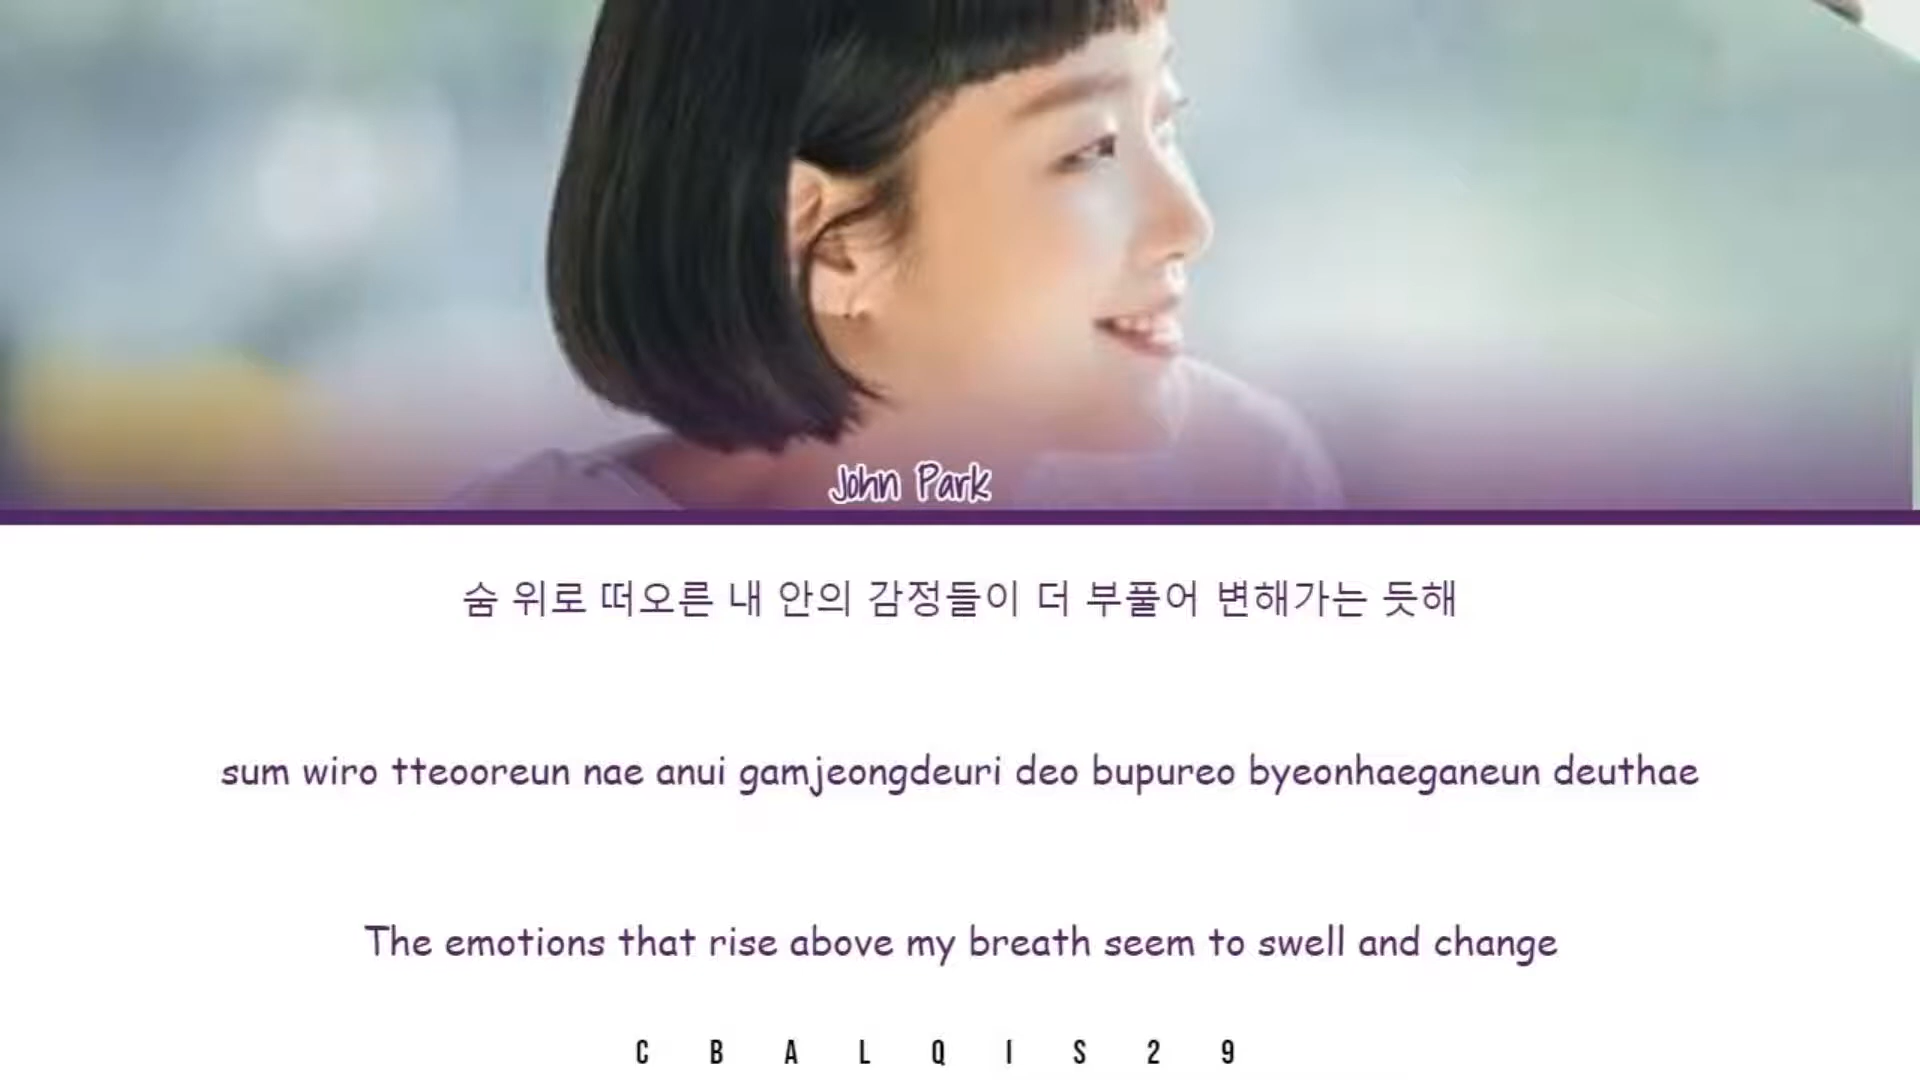 John Park
숨 위로 떠오른 내 안의 감정들이 더 부풀어 변해가는 듯해
sum wiro tteooreun nae anui gamjeongdeuri deo bupureo byeonhaeganeun deuthae
The emotions that rise above my breath seem to swell and change
CBALQIS29